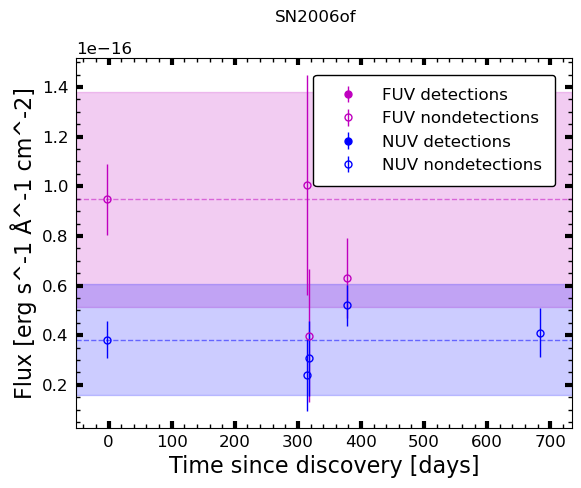 SN2006of
1e−16
Flux [erg s^-1 Å^-1 cm^-2]
1.4
1.2
1.0
0.8
0.6
0.4
0.2
FUV detections
FUV nondetections
NUV detections
NUV nondetections
0 100 200 300 400 500 600 700
Time since discovery [days]